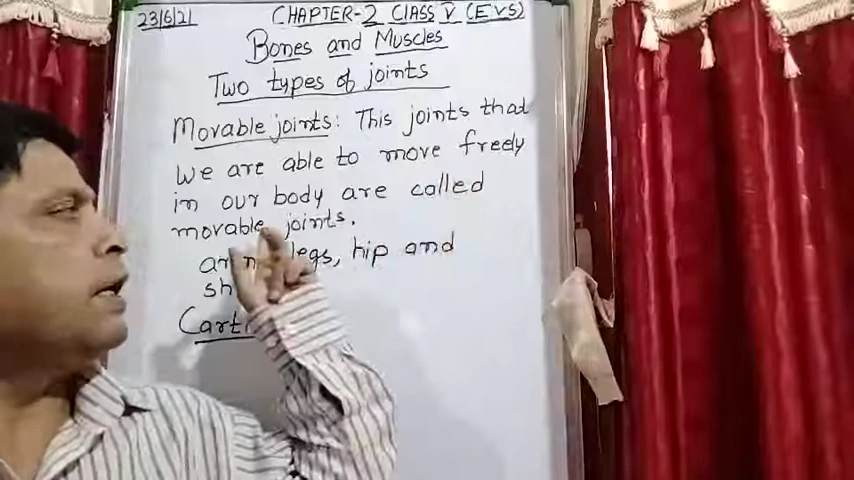 23/6/21 CHAPTER-2 CLASS V (EVS)
Bones and Muscles
Two types of joints
Movable joints: This joints that
we are able to move freely
in our body are called
movable joints.
legs, hip and